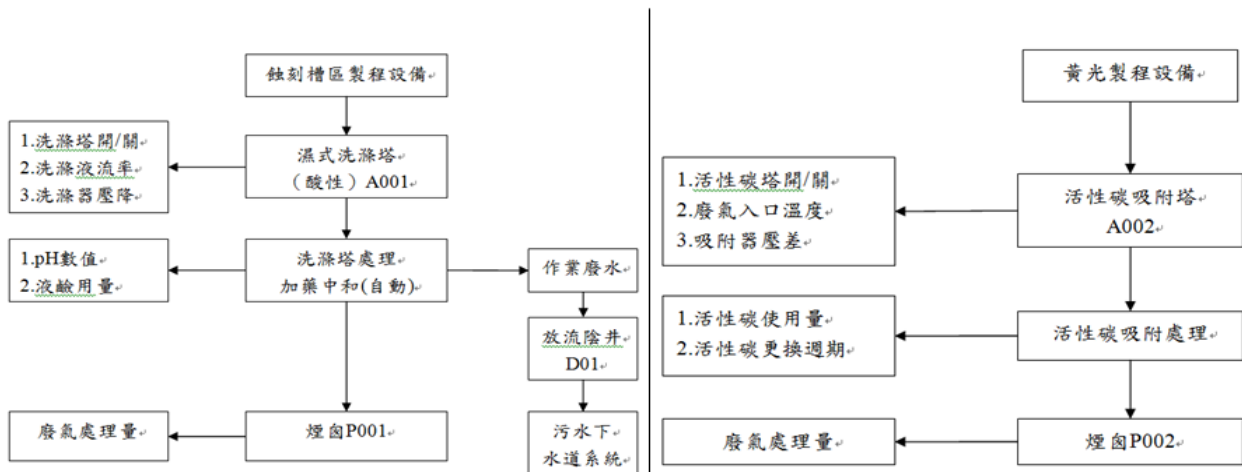 蝕刻槽區製程設備
1.洗滌塔開/關
2.洗滌液流率
3.洗滌器壓降
濕式洗滌塔
（酸性）A001
1.pH數值
2.液鹼用量
洗滌塔處理
加藥中和(自動)
作業廢水
放流陰井
D01
廢氣處理量
煙囪P001
污水下
水道系統
黃光製程設備
1.活性碳塔開/關
2.廢氣入口溫度
3.吸附器壓差
活性碳吸附塔
A002
1.活性碳使用量
2.活性碳更換週期
活性碳吸附處理
廢氣處理量
煙囪P002